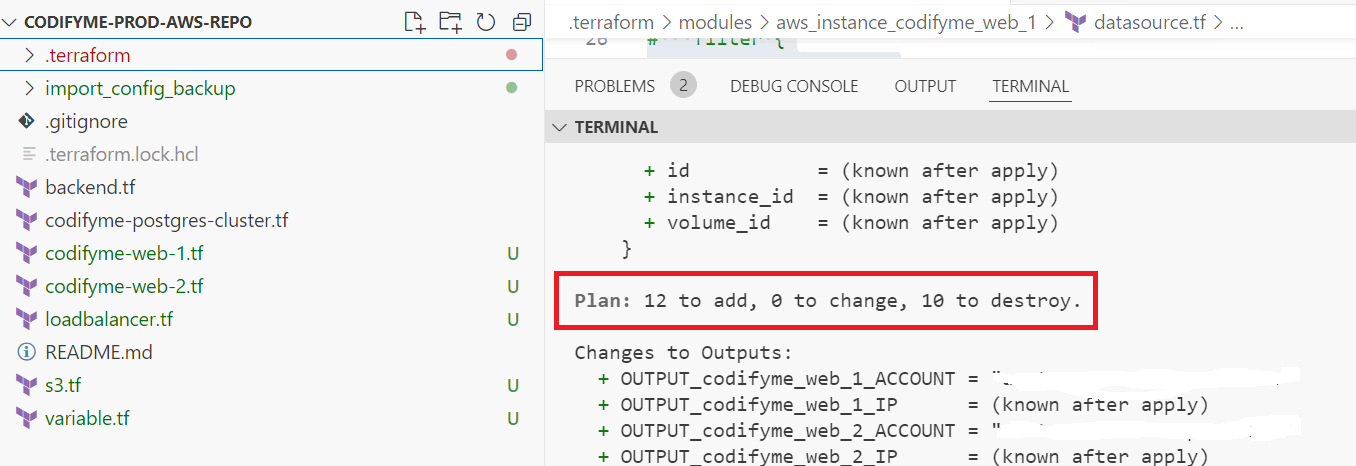 CODIFYME-PROD-AWS-REPO
.terraform
import_config_backup
.gitignore
.terraform.lock.hcl
backend.tf
codifyme-postgres-cluster.tf
codifyme-web-1.tf U
codifyme-web-2.tf U
loadbalancer.tf U
README.md
s3.tf U
variable.tf U
.terraform > modules > aws_instance_codifyme_web_1 > datasource.tf > ...
PROBLEMS 2 DEBUG CONSOLE OUTPUT TERMINAL
TERMINAL
+ id = (known after apply)
+ instance_id = (known after apply)
+ volume_id = (known after apply)
}
Plan: 12 to add, 0 to change, 10 to destroy.
Changes to Outputs:
+ OUTPUT_codifyme_web_1_ACCOUNT = "
+ OUTPUT_codifyme_web_1_IP = (known after apply)
+ OUTPUT_codifyme_web_2_ACCOUNT = "
+ OUTPUT_codifyme_web_2_IP = (known after apply)